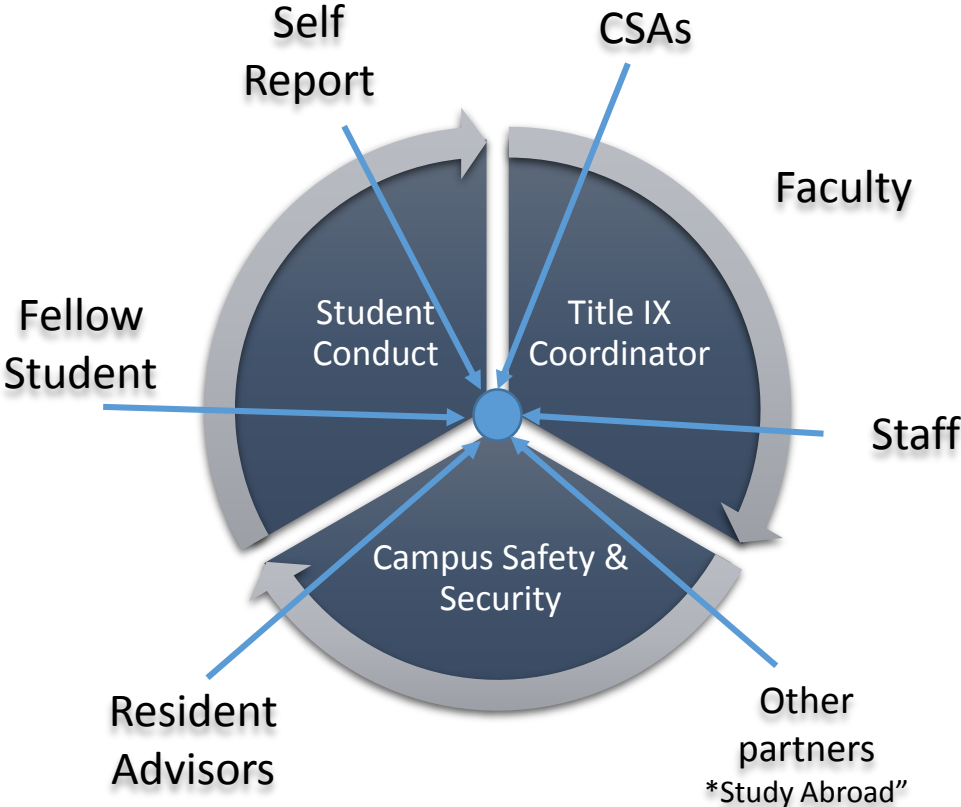 Self
Report
CSAs
Faculty
Student
Conduct
Title IX
Coordinator
Fellow
Student
Staff
Campus Safety &
Security
Resident
Advisors
Other
partners
*Study Abroad”